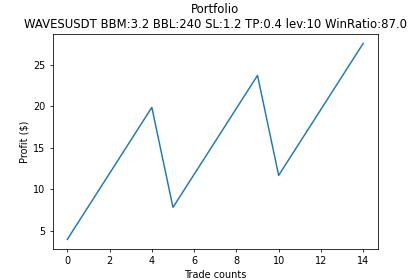 Portfolio
WAVESUSDT BBM:3.2 BBL:240 SL:1.2 TP:0.4 lev:10 WinRatio:87.0
Profit ($)
25
20
15
10
5
0 2 4 6 8 10 12 14
Trade counts